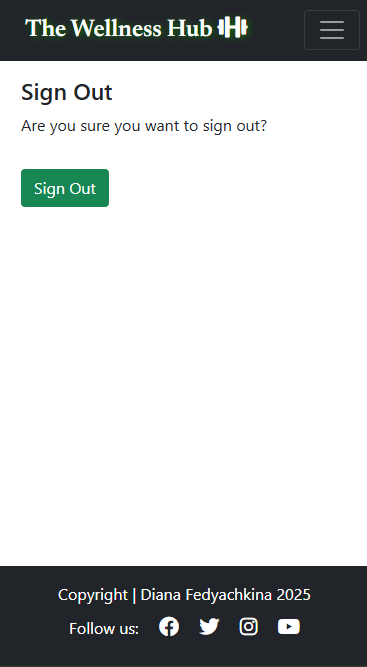 The Wellness Hub
Sign Out
Are you sure you want to sign out?
Sign Out
Copyright | Diana Fedyachkina 2025
Follow us: